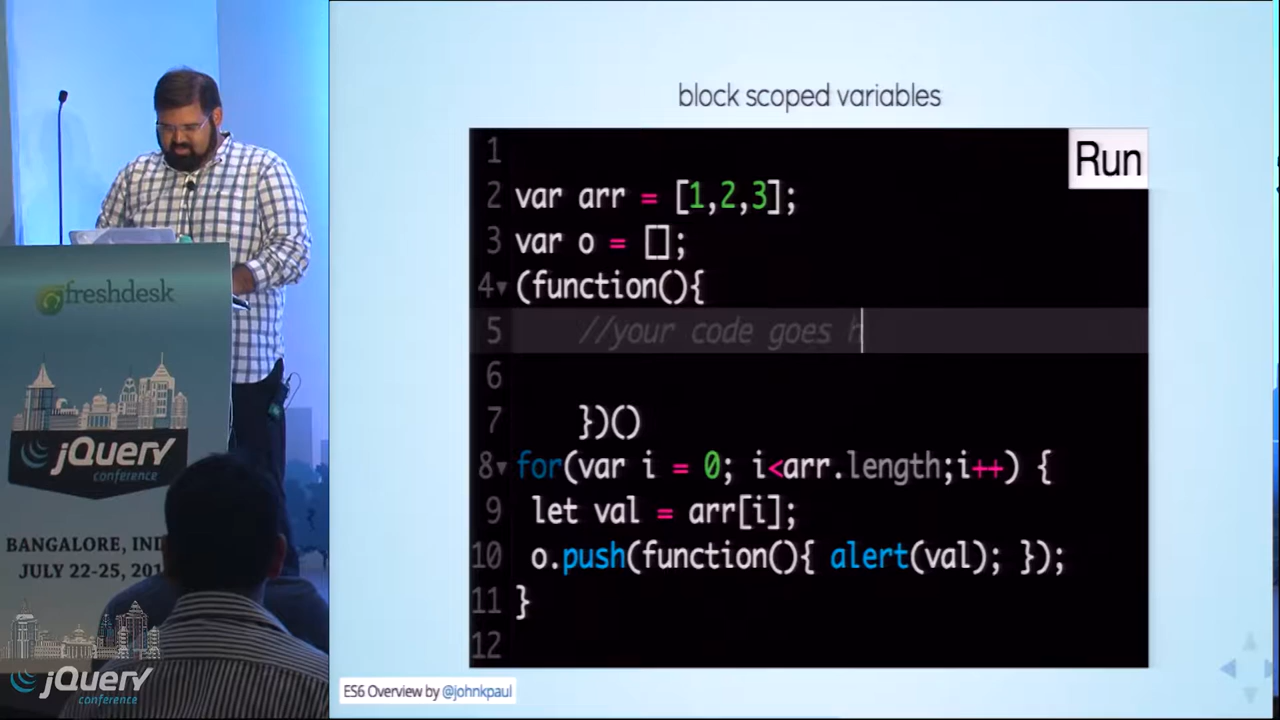 block scoped variables
Run
1
2 var arr = [1,2,3];
3 var o = [];
4 (function(){
5 //your code goes h
6
7 })()
8 for(var i = 0; i<arr.length;i++) {
9 let val = arr[i];
10 o.push(function(){ alert(val); });
11 }
12
ES6 Overview by @johnkpaul
freshdesk
jQuery
conference
BANGALORE, IND
JULY 22-25, 201
jQuery
conference